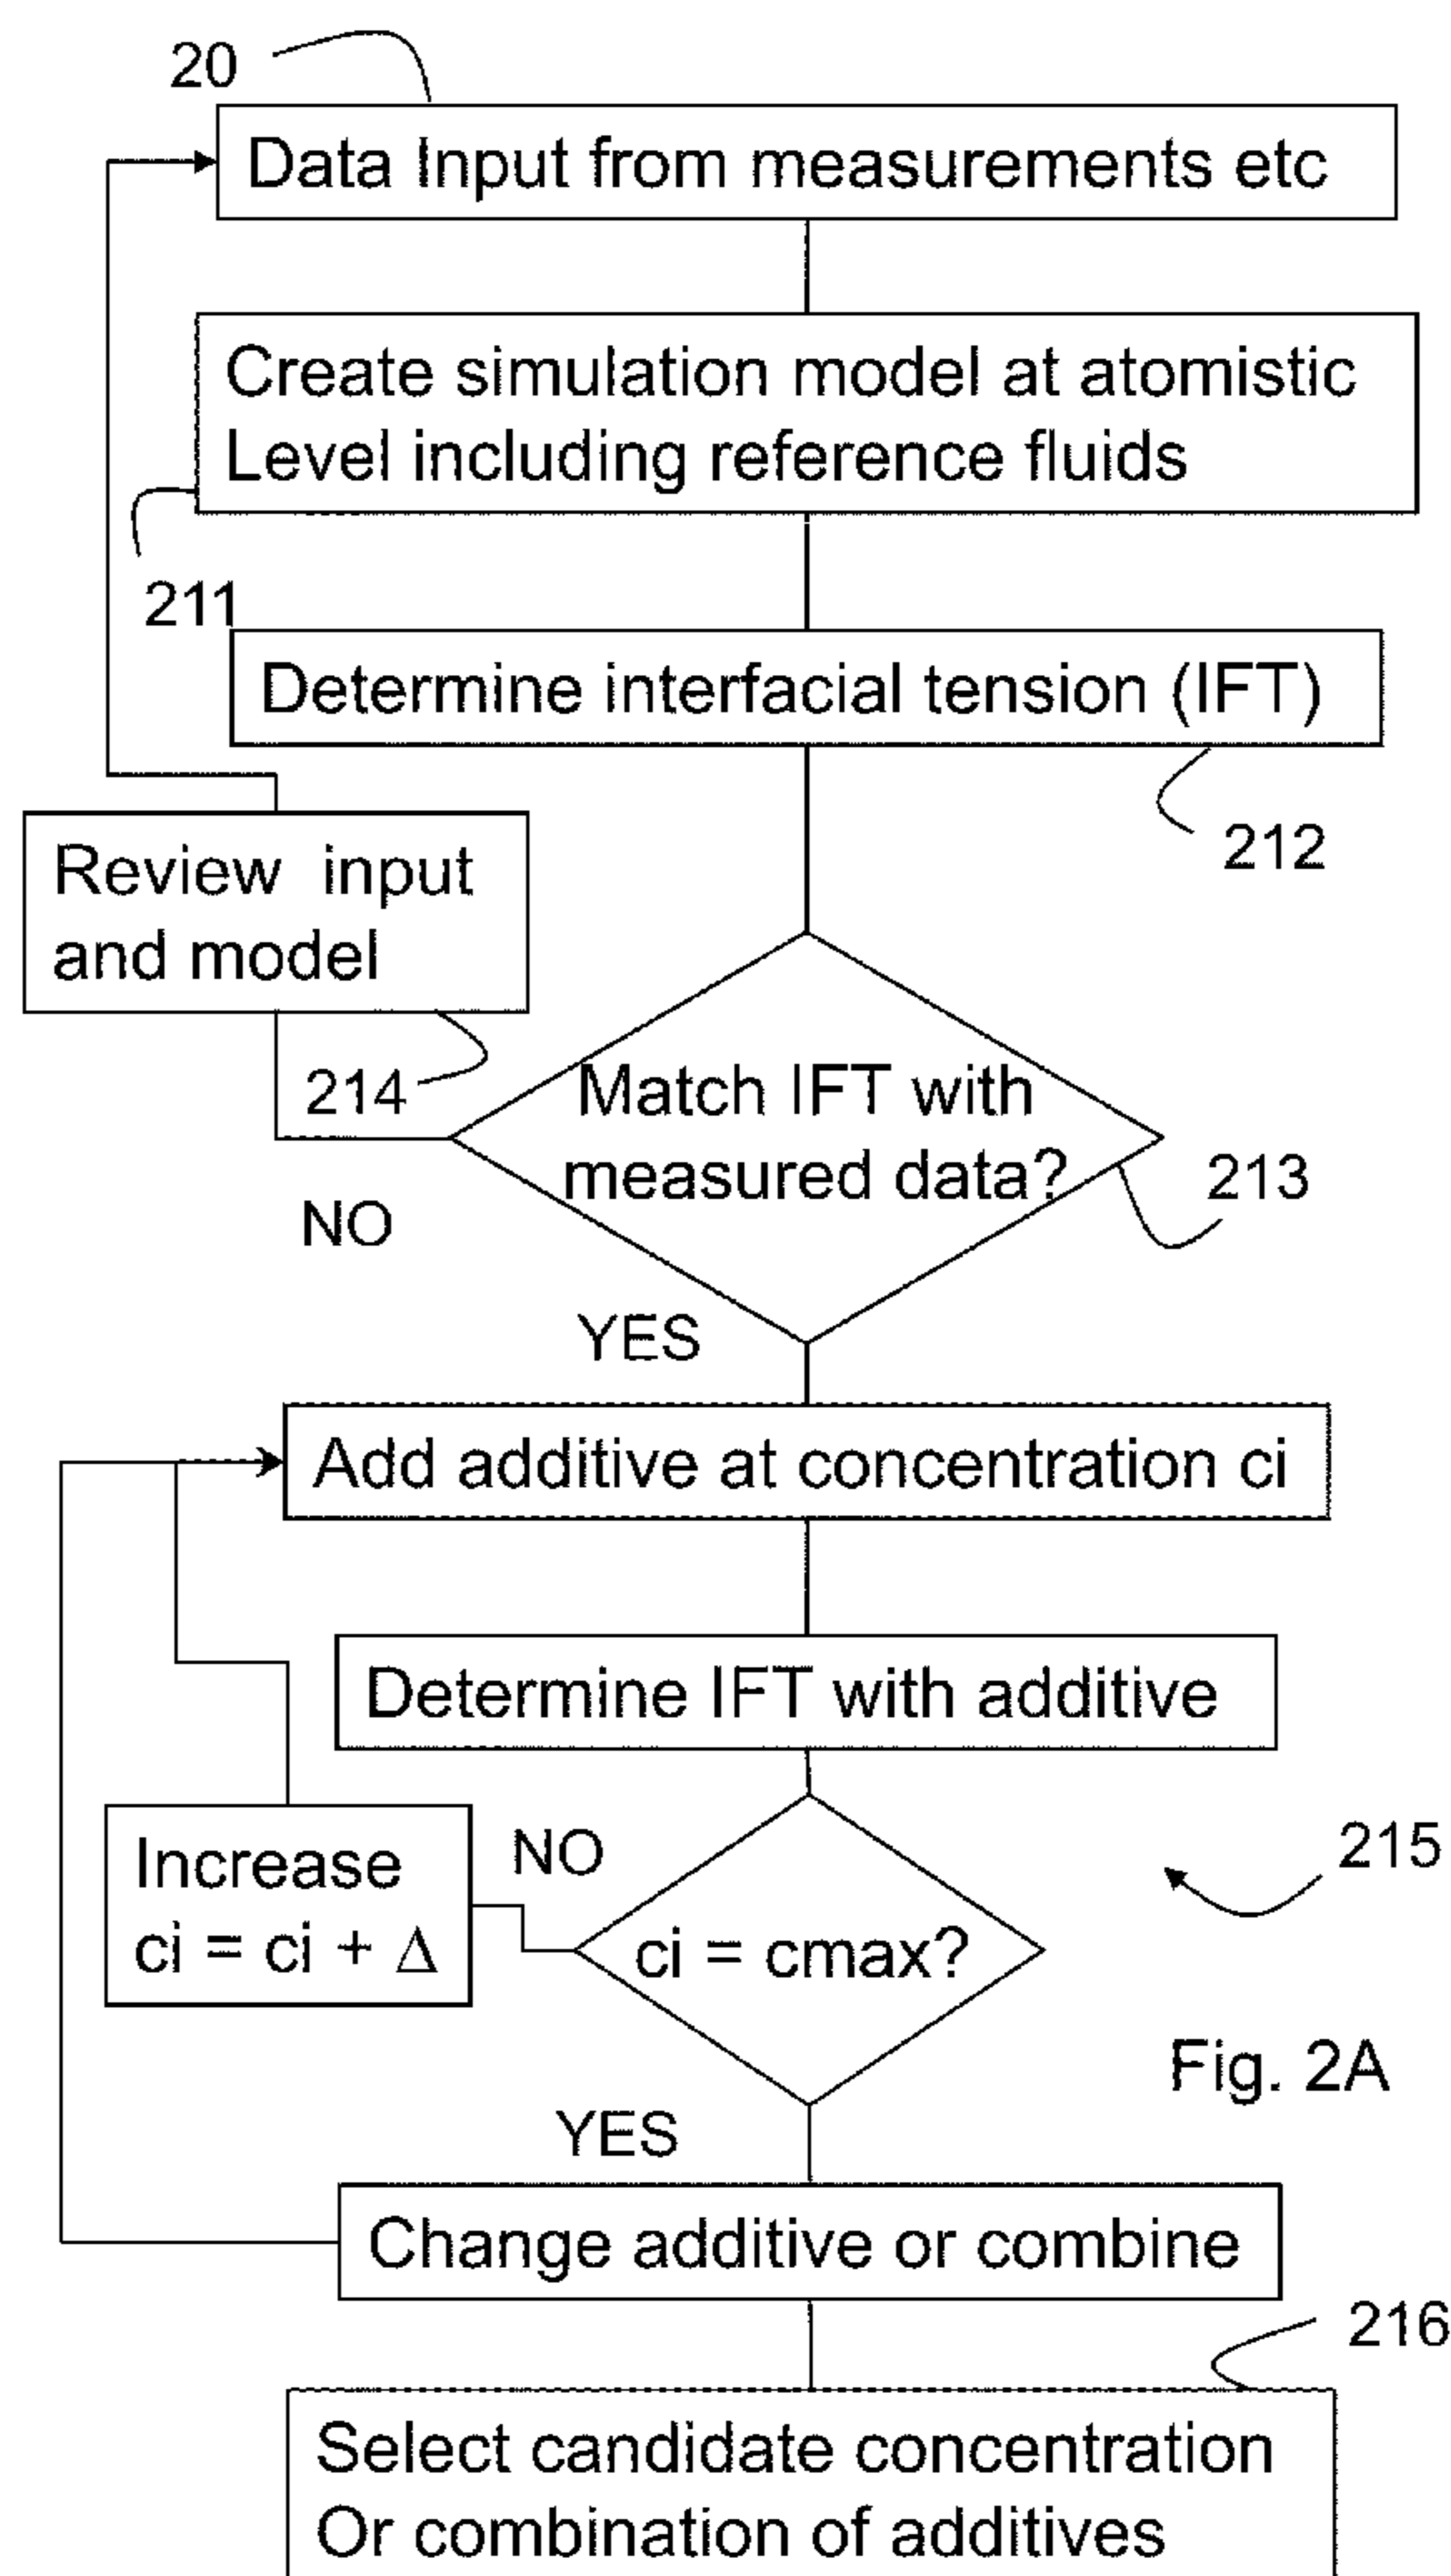 20
Data Input from measurements etc
Create simulation model at atomistic
Level including reference fluids
211
Determine interfacial tension (IFT)
212
Review input
and model
214
Match IFT with
measured data?
213
NO
YES
Add additive at concentration ci
Determine IFT with additive
Increase
ci = ci + Δ
NO
ci = cmax?
215
Fig. 2A
YES
Change additive or combine
216
Select candidate concentration
Or combination of additives